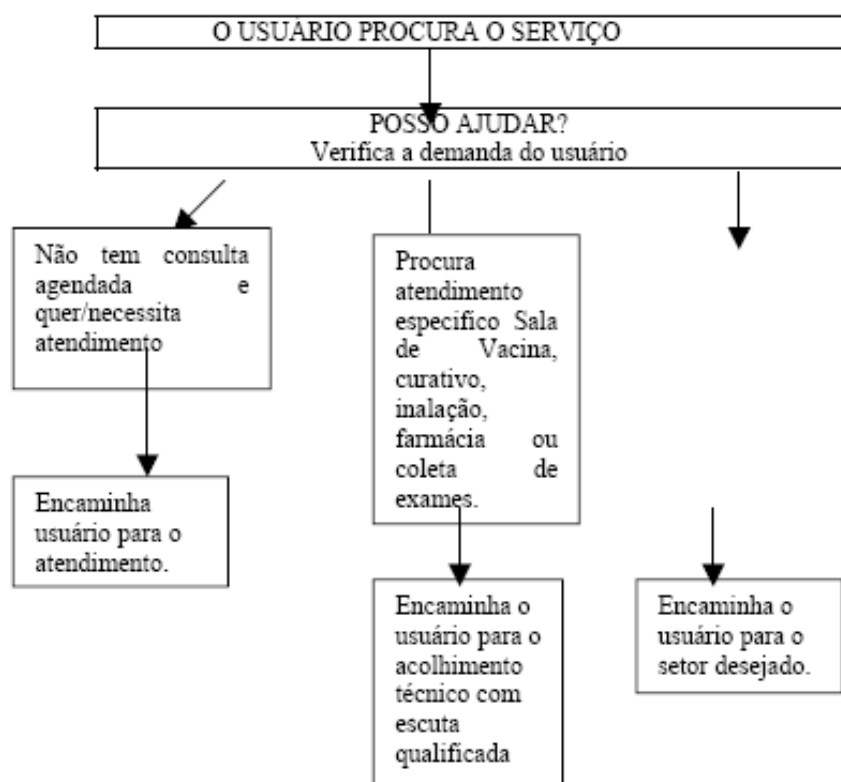 O USUÁRIO PROCURA O SERVIÇO
POSSO AJUDAR?
Verifica a demanda do usuário
Não tem consulta
agendada e
quer/necessita
atendimento
Encaminha
usuário para o
atendimento.
Procura
atendimento
específico Sala
de Vacina,
curativo,
inalação,
farmácia ou
coleta de
exames.
Encaminha o
usuário para o
acolhimento
técnico com
escuta
qualificada
Encaminha o
usuário para o
setor desejado.